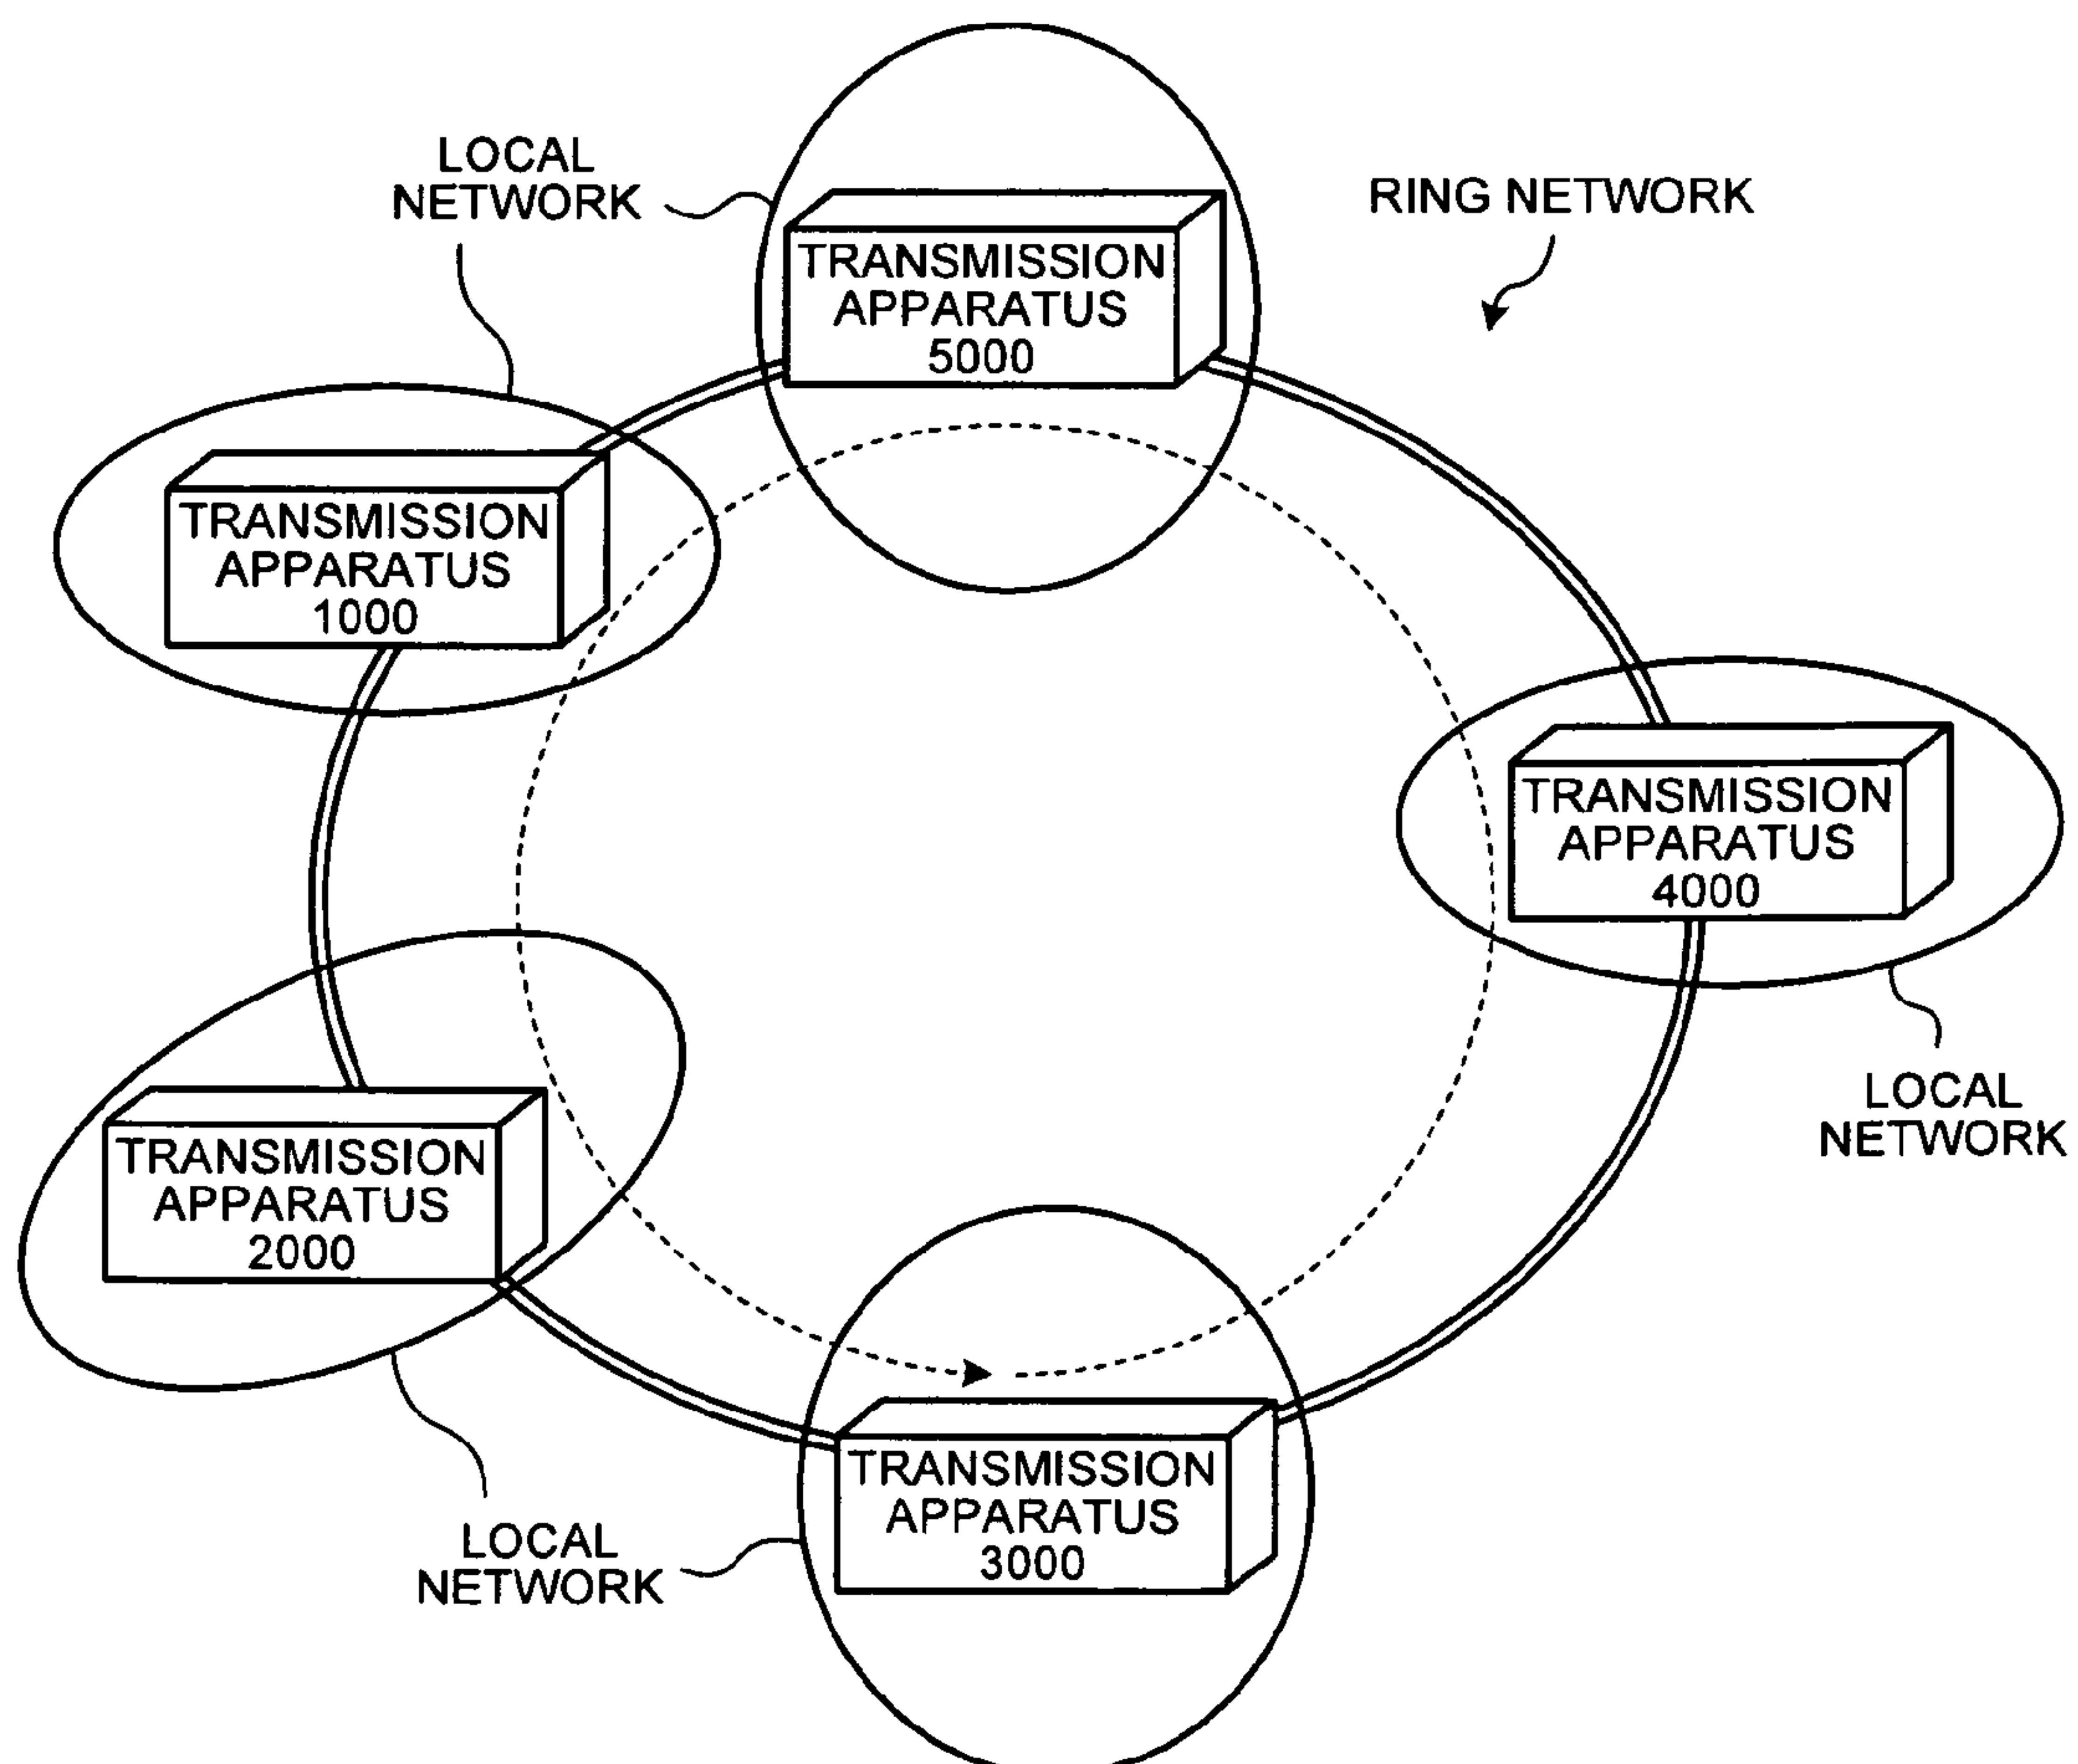 LOCAL
NETWORK
RING NETWORK
TRANSMISSION
APPARATUS
5000
TRANSMISSION
APPARATUS
1000
TRANSMISSION
APPARATUS
4000
LOCAL
NETWORK
TRANSMISSION
APPARATUS
2000
TRANSMISSION
APPARATUS
3000
LOCAL
NETWORK